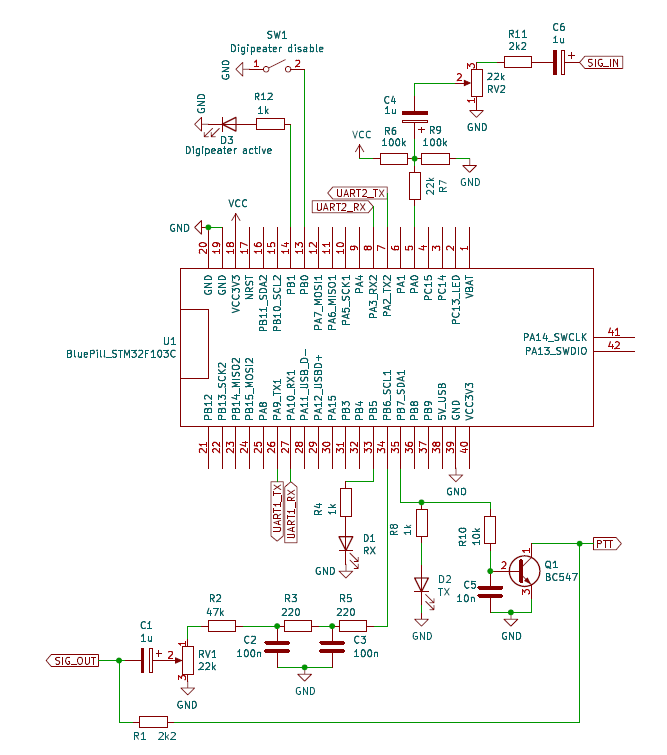 SW1
Digipeater disable
1
2
GND
GND
R12
1k
D3
Digipeater active
R11
2k2
C6
1u
+
SIG_IN
3
2
22k
RV2
1
GND
C4
1u
+
VCC
R6
100k
R9
100k
GND
22k
R7
UART2_TX
UART2_RX
VCC
GND
20
19
18
17
16
15
14
13
12
11
10
9
8
7
6
5
4
3
2
1
GND
GND
VCC3V3
NRST
PB11_SDA2
PB10_SCL2
PB1
PB0
PA7_MOSI1
PA6_MISO1
PA5_SCK1
PA4
PA3_RX2
PA2_TX2
PA1
PA0
PC15
PC14
PC13_LED
VBAT
U1
BluePill_STM32F103C
PA14_SWCLK
41
PA13_SWDIO
42
PB12
PB13_SCK2
PB14_MISO2
PB15_MOSI2
PA8
PA9_TX1
PA10_RX1
PA11_USB_D-
PA12_USBD+
PA15
PB3
PB4
PB5
PB6_SCL1
PB7_SDA1
PB8
PB9
5V_USB
GND
VCC3V3
21
22
23
24
25
26
27
28
29
30
31
32
33
34
35
36
37
38
39
40
GND
UART1_TX
UART1_RX
R4
1k
D1
RX
GND
R8
1k
D2
TX
GND
R10
10k
C5
10n
2
1
3
Q1
BC547
GND
PTT
R2
47k
R3
220
R5
220
C2
100n
C3
100n
GND
C1
1u
+
SIG_OUT
1
2
3
RV1
22k
GND
R1 2k2